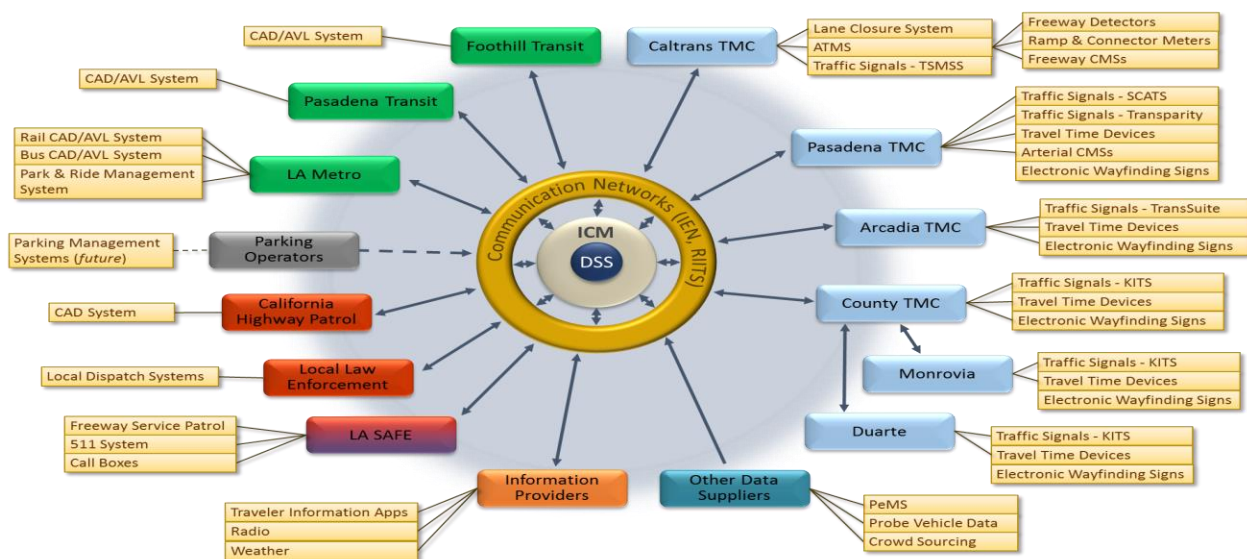 CAD/AVL System
Foothill Transit
Caltrans TMC
Lane Closure System
ATMS
Traffic Signals - TSMSS
Freeway Detectors
Ramp & Connector Meters
Freeway CMSs
CAD/AVL System
Pasadena Transit
Pasadena TMC
Traffic Signals - SCATS
Traffic Signals - Transparity
Travel Time Devices
Arterial CMSs
Electronic Wayfinding Signs
Rail CAD/AVL System
Bus CAD/AVL System
Park & Ride Management
System
LA Metro
Communication Networks (IEN, RIITS)
ICM
DSS
Arcadia TMC
Traffic Signals - TransSuite
Travel Time Devices
Electronic Wayfinding Signs
Parking Management
Systems (future)
Parking
Operators
County TMC
Traffic Signals - KITS
Travel Time Devices
Electronic Wayfinding Signs
CAD System
California
Highway Patrol
Monrovia
Traffic Signals - KITS
Travel Time Devices
Electronic Wayfinding Signs
Local Dispatch Systems
Local Law
Enforcement
Duarte
Traffic Signals - KITS
Travel Time Devices
Electronic Wayfinding Signs
Freeway Service Patrol
511 System
Call Boxes
LA SAFE
Information
Providers
Traveler Information Apps
Radio
Weather
Other Data
Suppliers
PeMS
Probe Vehicle Data
Crowd Sourcing